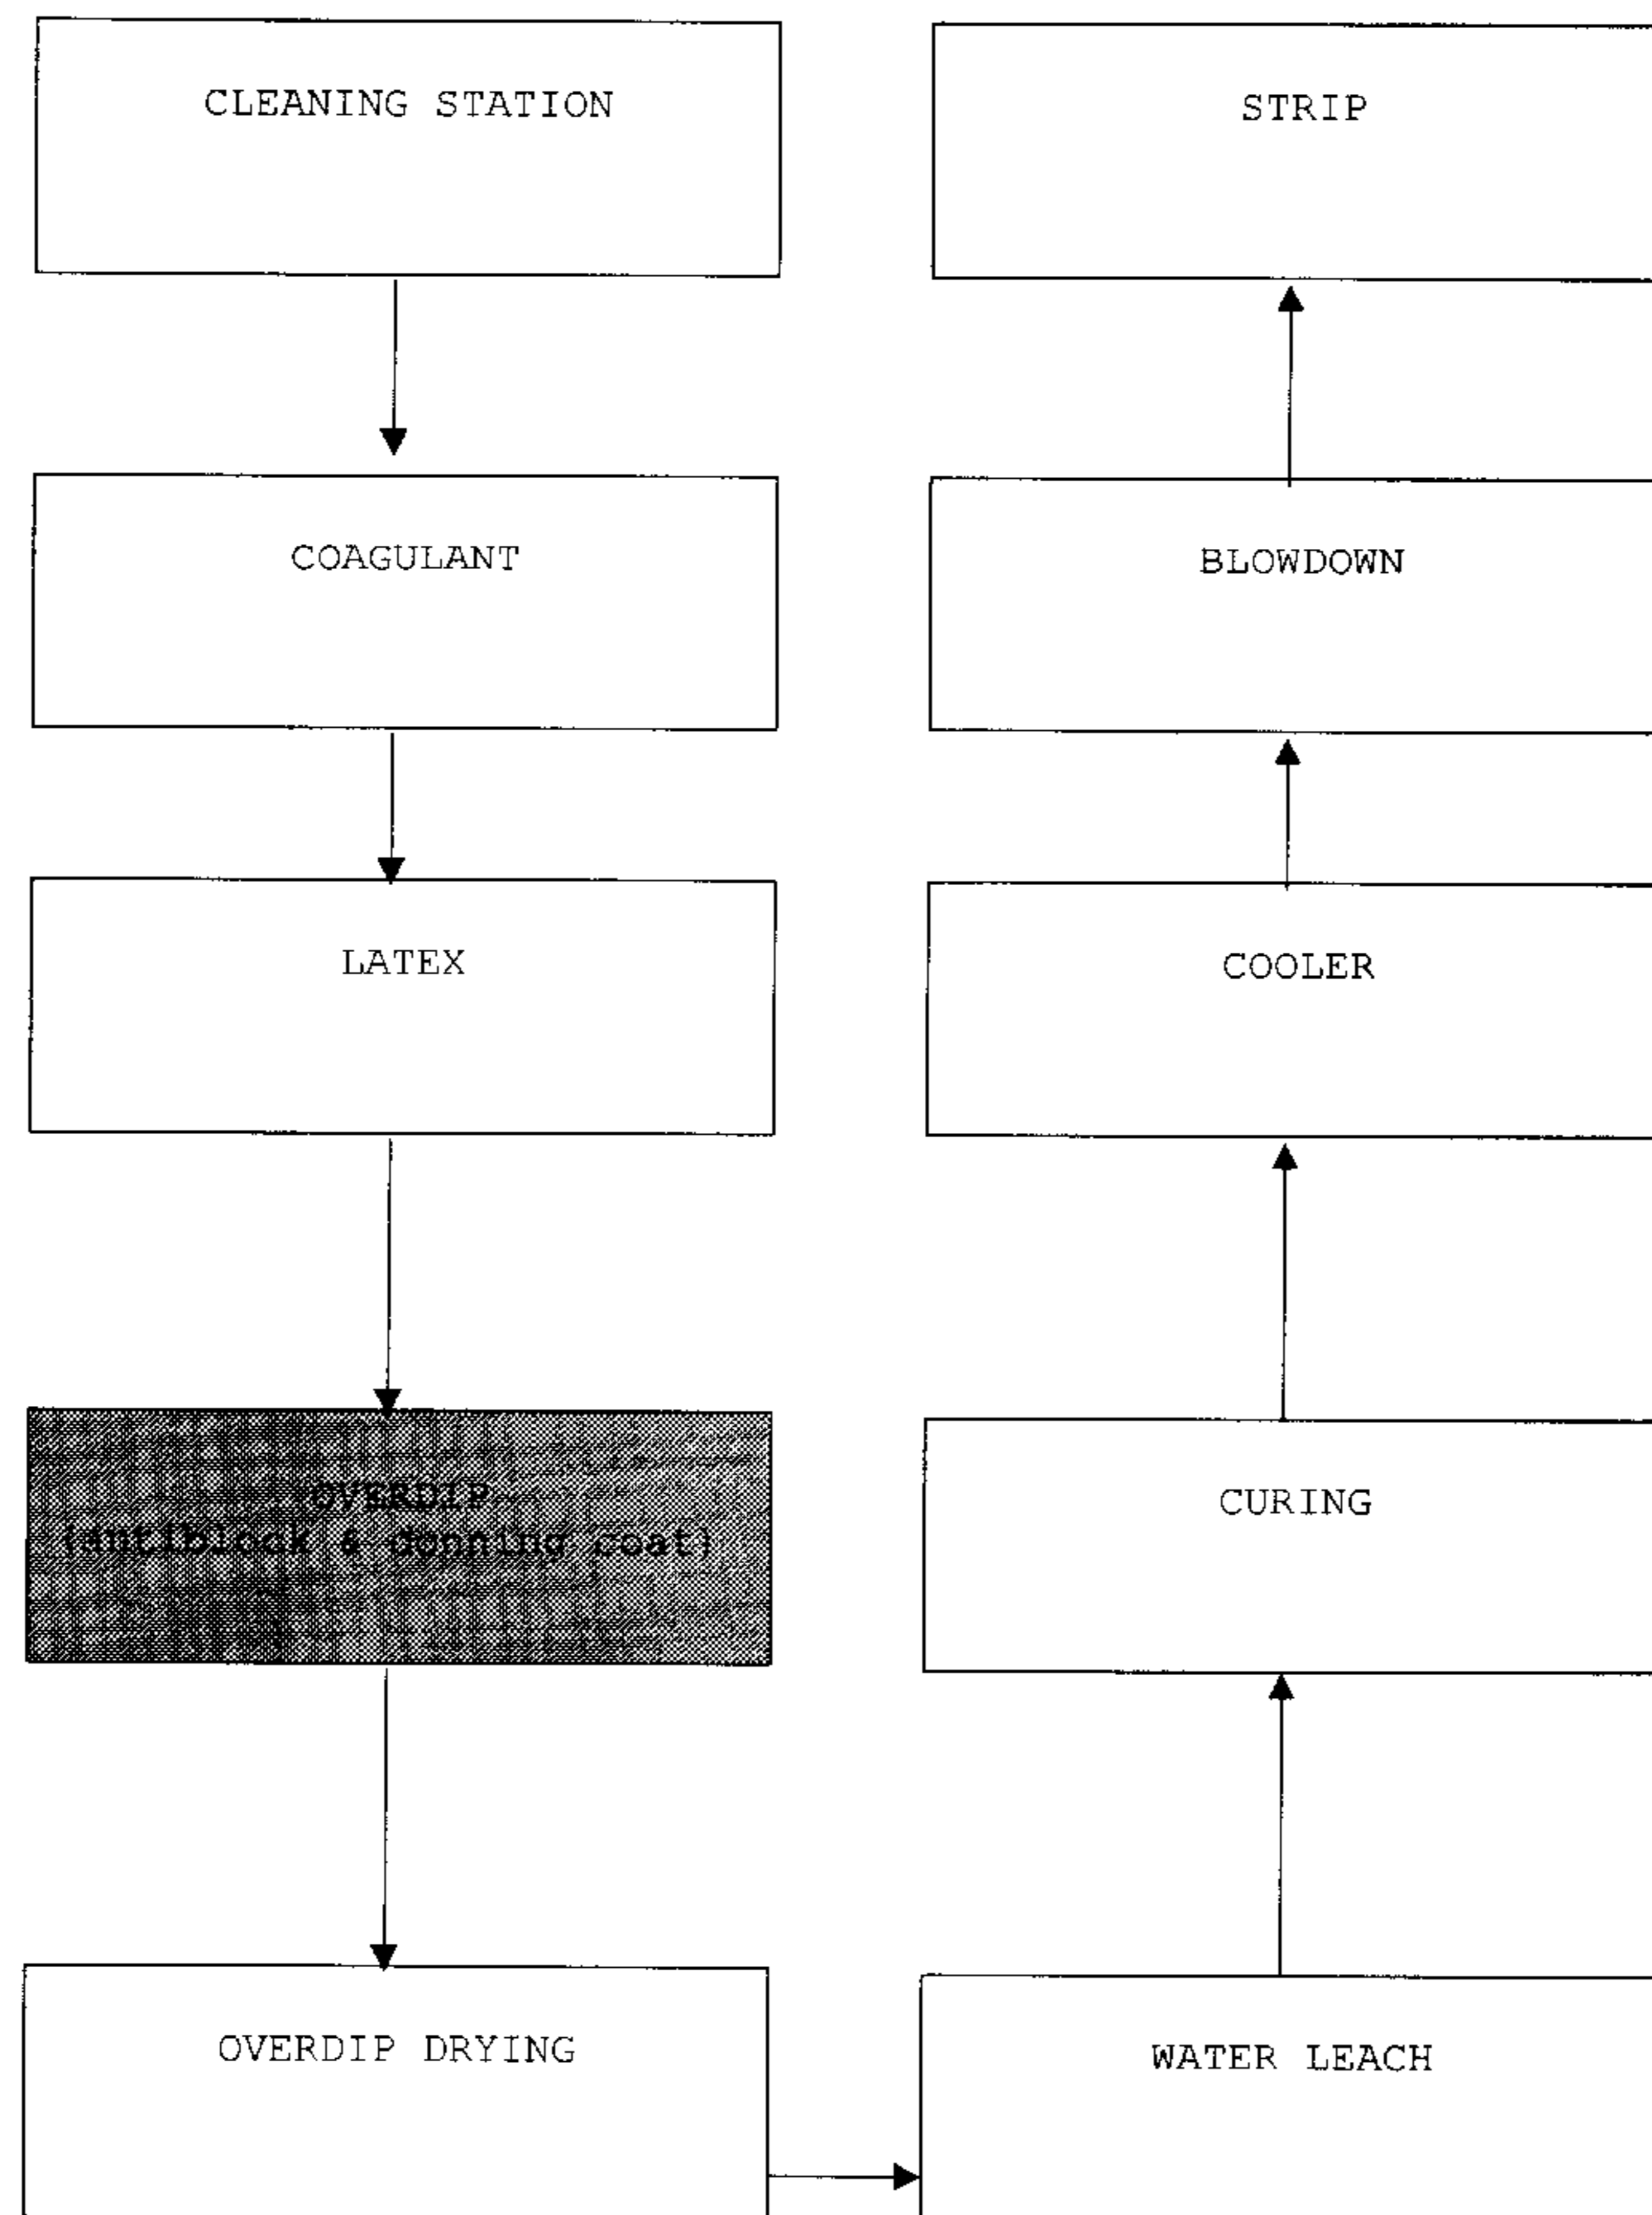 CLEANING STATION
COAGULANT
LATEX
OVERDIP
(antiblock & donning coat)
OVERDIP DRYING
WATER LEACH
CURING
COOLER
BLOWDOWN
STRIP